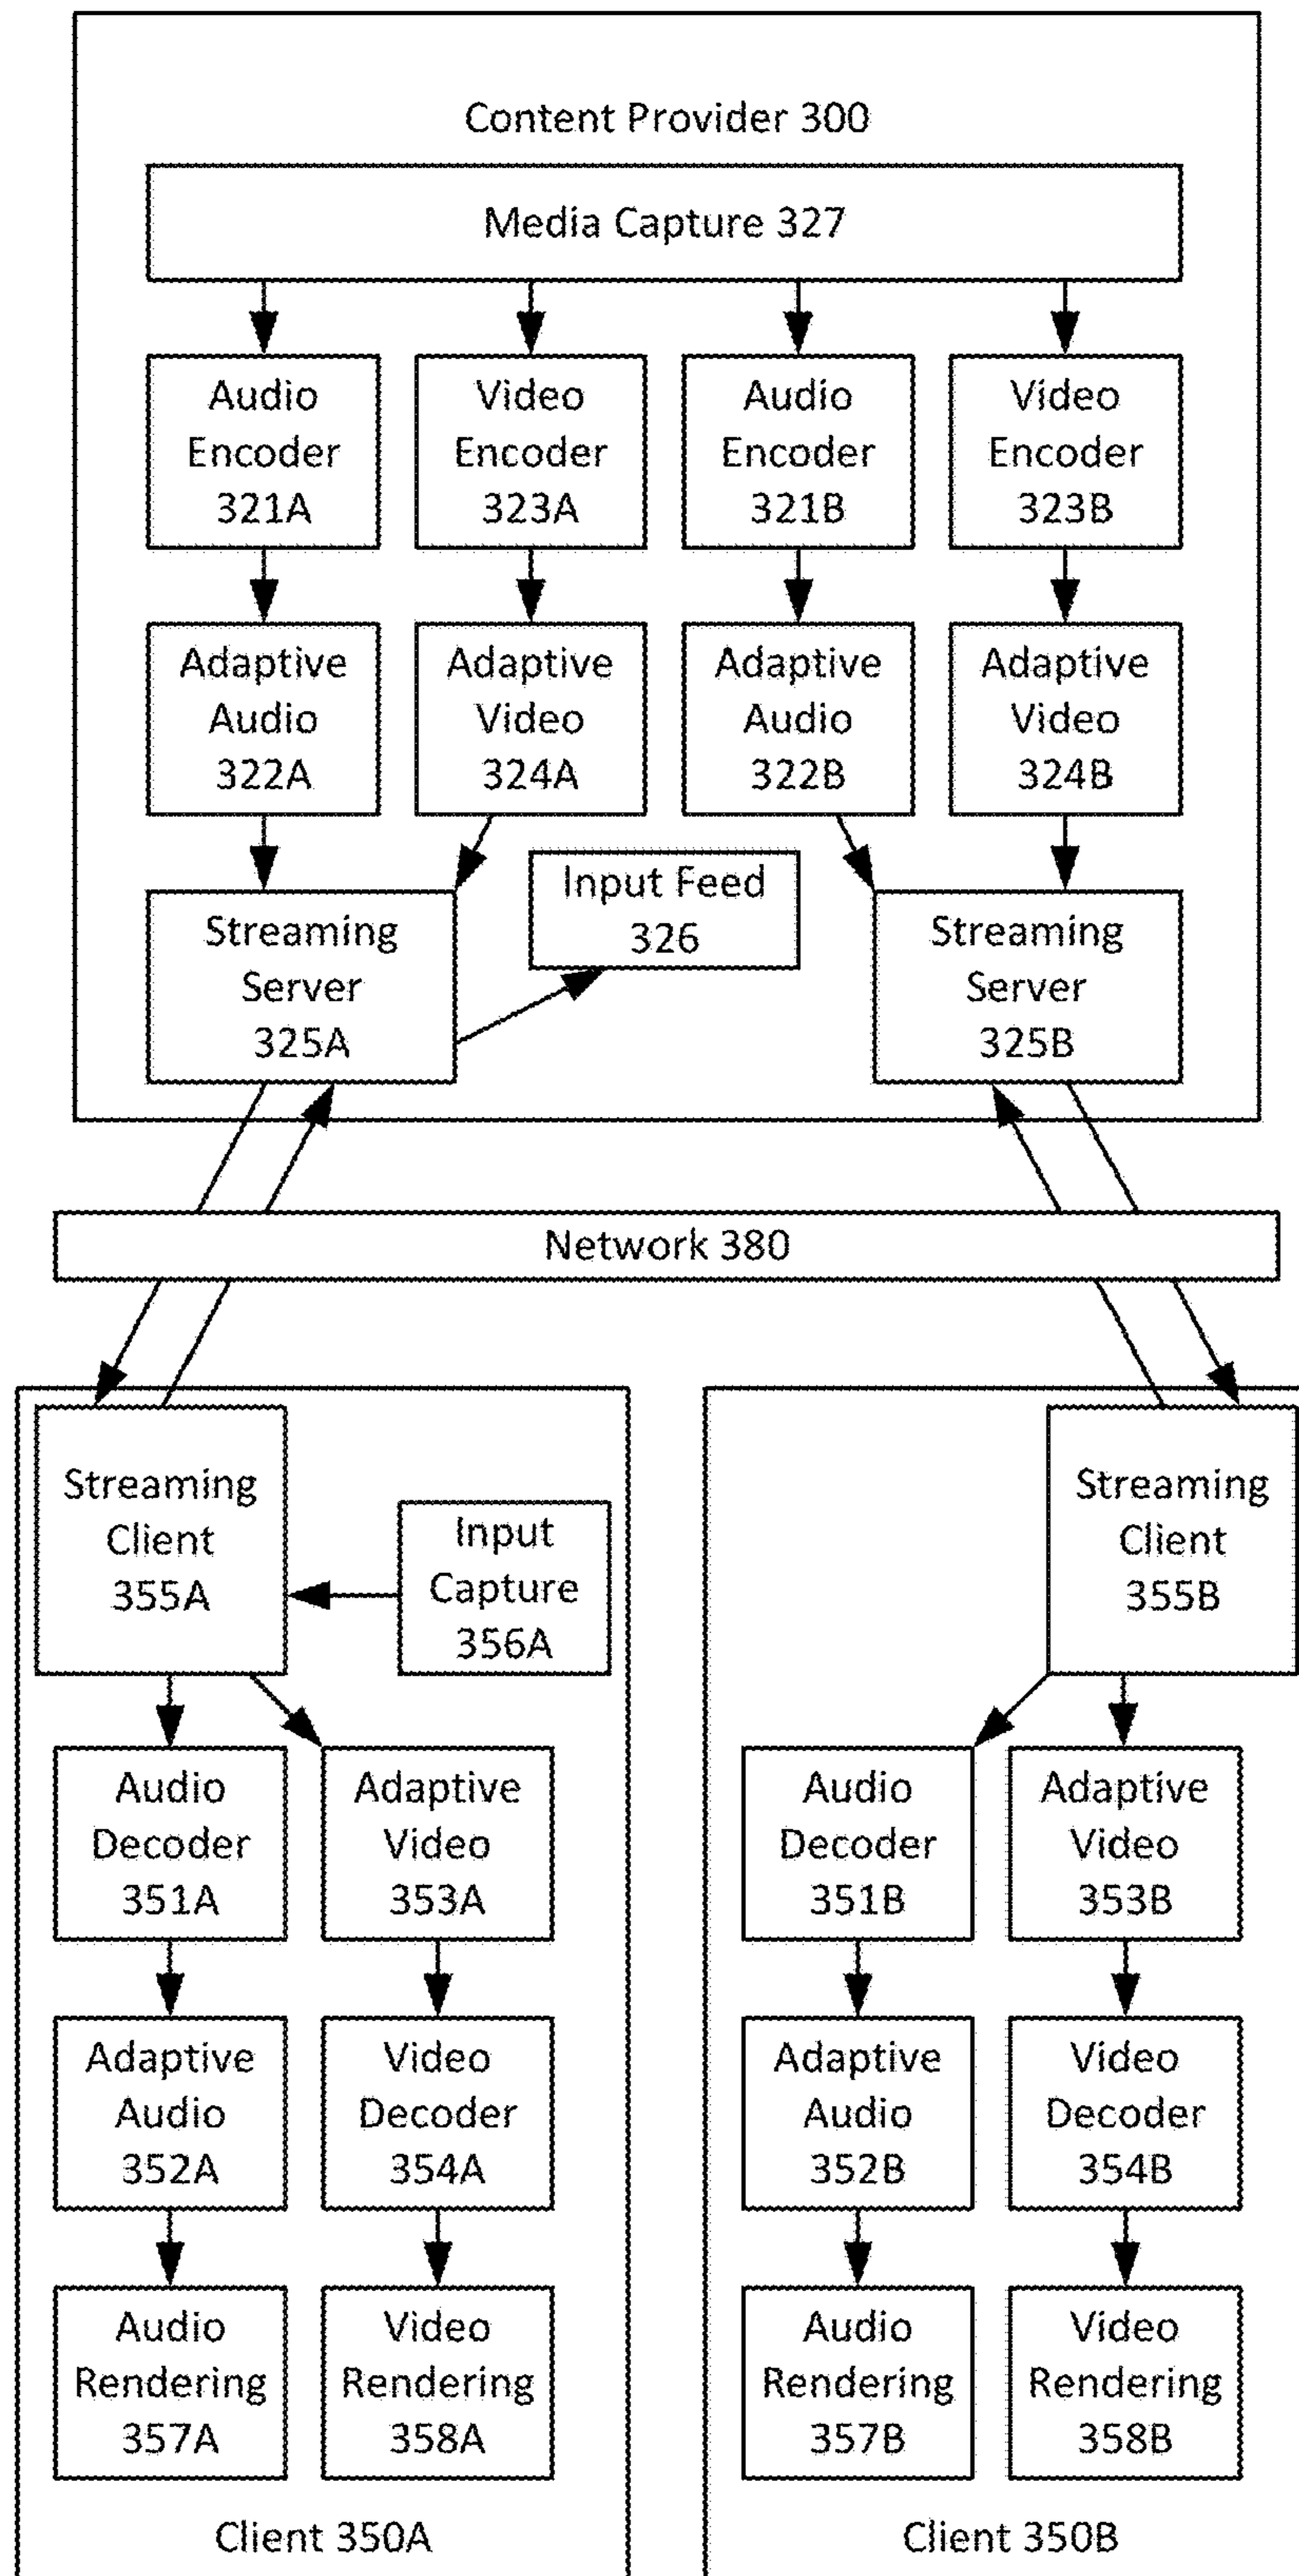 Content Provider 300
Media Capture 327
Audio
Encoder
321A
Video
Encoder
323A
Audio
Encoder
321B
Video
Encoder
323B
Adaptive
Audio
322A
Adaptive
Video
324A
Adaptive
Audio
322B
Adaptive
Video
324B
Input Feed
326
Streaming
Server
325A
Streaming
Server
325B
Network 380
Streaming
Client
355A
Input
Capture
356A
Streaming
Client
355B
Audio
Decoder
351A
Adaptive
Video
353A
Audio
Decoder
351B
Adaptive
Video
353B
Adaptive
Audio
352A
Video
Decoder
354A
Adaptive
Audio
352B
Video
Decoder
354B
Audio
Rendering
357A
Video
Rendering
358A
Audio
Rendering
357B
Video
Rendering
358B
Client 350A
Client 350B